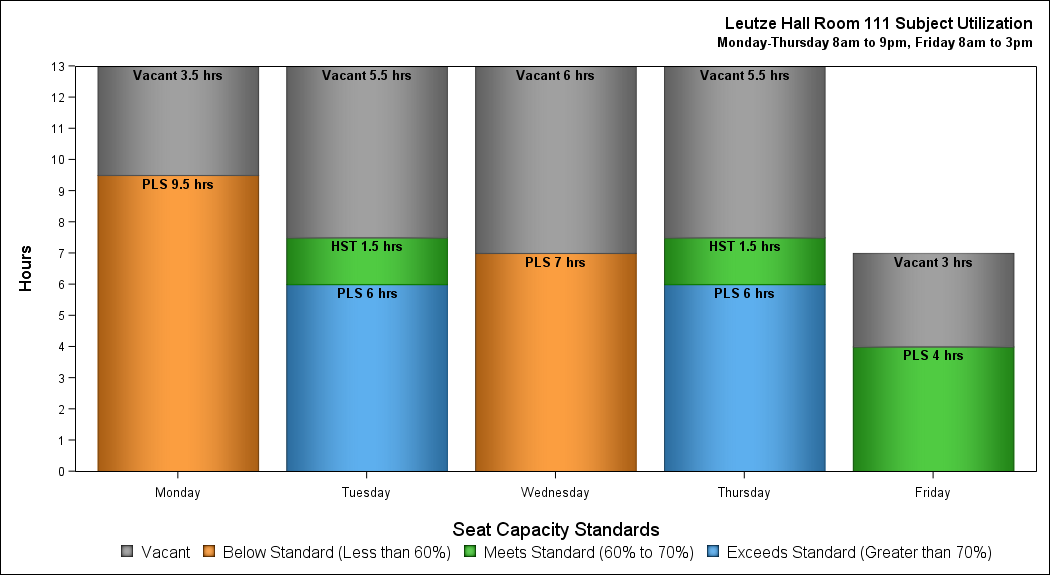 Leutze Hall Room 111 Subject Utilization
Monday-Thursday 8am to 9pm, Friday 8am to 3pm
Hours
13
12
11
10
9
8
7
6
5
4
3
2
1
0
Vacant 3.5 hrs
PLS 9.5 hrs
Vacant 5.5 hrs
HST 1.5 hrs
PLS 6 hrs
Vacant 6 hrs
PLS 7 hrs
Vacant 5.5 hrs
HST 1.5 hrs
PLS 6 hrs
Vacant 3 hrs
PLS 4 hrs
Monday Tuesday Wednesday Thursday Friday
Seat Capacity Standards
Vacant Below Standard (Less than 60%) Meets Standard (60% to 70%) Exceeds Standard (Greater than 70%)